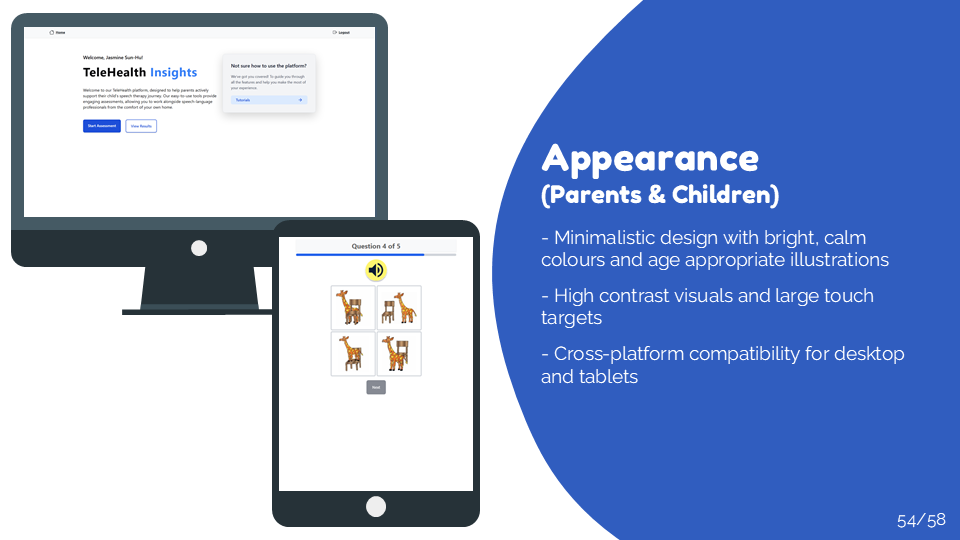 Home
Logout
Welcome, Jasmine Sun-Hu!
TeleHealth Insights
Welcome to our TeleHealth platform, designed to help parents actively
support their child's speech therapy journey. Our easy to use tools provide
engaging assessments, allowing you to work alongside speech language
professionals from the comfort of your own home.
Start Assessment
View Results
Not sure how to use the platform?
We've got you covered! To guide you through
all the features and help you make the most of
your experience.
Tutorials
Question 4 of 5
Next
Appearance
(Parents & Children)
- Minimalistic design with bright, calm
colours and age appropriate illustrations
- High contrast visuals and large touch
targets
- Cross-platform compatibility for desktop
and tablets
54/58